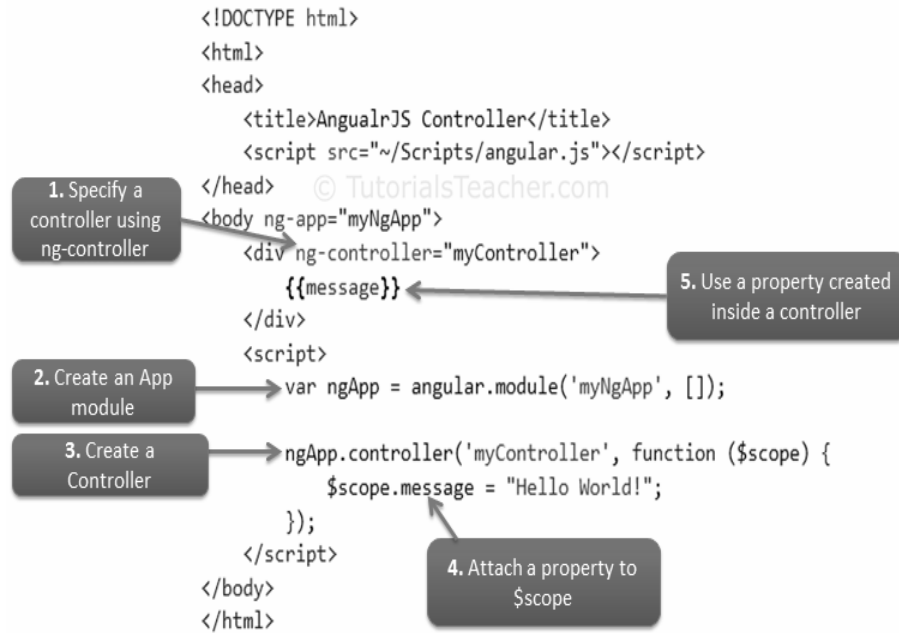 <!DOCTYPE html>
<html>
<head>
<title>AngualrJS Controller</title>
<script src="~/Scripts/angular.js"></script>
</head>
© TutorialsTeacher.com
1. Specify a
controller using
ng-controller
<body ng-app="myNgApp">
<div ng-controller="myController">
{{message}}
5. Use a property created
inside a controller
</div>
<script>
2. Create an App
module
var ngApp = angular.module('myNgApp', []);
3. Create a
Controller
ngApp.controller('myController', function ($scope) {
$scope.message = "Hello World!";
});
</script>
4. Attach a property to
$scope
</body>
</html>